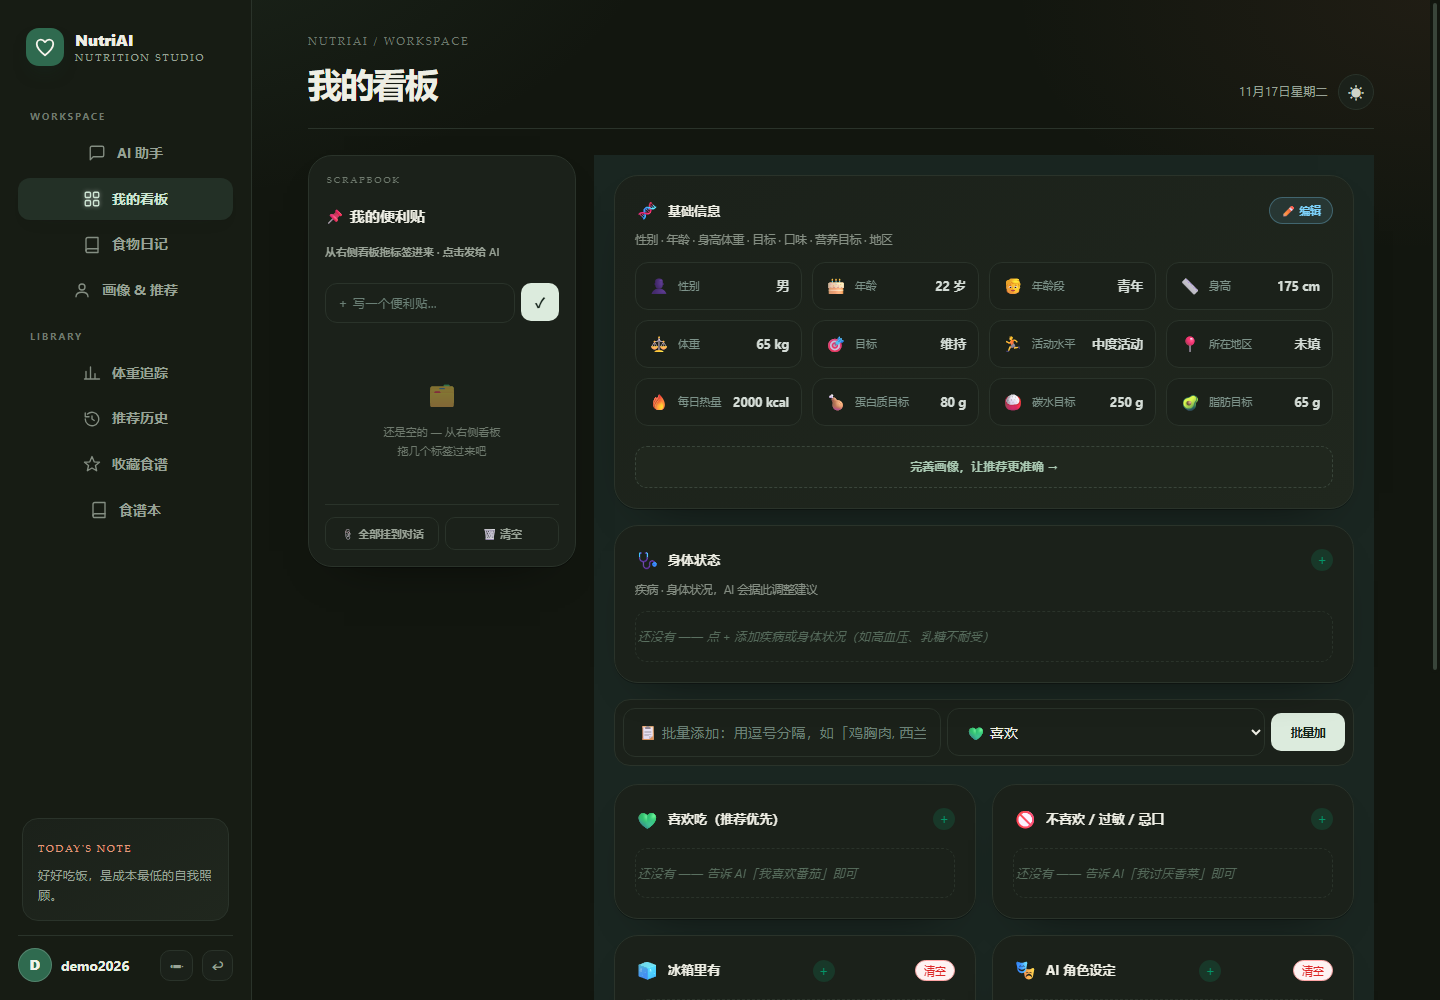 NutriAI
NUTRITION STUDIO
WORKSPACE
AI 助手
我的看板
食物日记
画像 & 推荐
LIBRARY
体重追踪
推荐历史
收藏食谱
食谱本
TODAY'S NOTE
好好吃饭，是成本最低的自我照
顾。
D
demo2026
NUTRIAI / WORKSPACE
我的看板
11月17日星期二
SCRAPBOOK
我的便利贴
从右侧看板拖标签进来 · 点击发给 AI
+ 写一个便利贴...
✓
还是空的 — 从右侧看板
拖几个标签过来吧
全部挂到对话
清空
基础信息
编辑
性别 · 年龄 · 身高体重 · 目标 · 口味 · 营养目标 · 地区
性别 男
年龄 22 岁
年龄段 青年
身高 175 cm
体重 65 kg
目标 维持
活动水平 中度活动
所在地区 未填
每日热量 2000 kcal
蛋白质目标 80 g
碳水目标 250 g
脂肪目标 65 g
完善画像，让推荐更准确 →
身体状态
+
疾病 · 身体状况，AI 会据此调整建议
还没有 —— 点 + 添加疾病或身体状况（如高血压、乳糖不耐受）
批量添加：用逗号分隔，如「鸡胸肉, 西兰
喜欢
批量加
喜欢吃（推荐优先）
+
还没有 —— 告诉 AI「我喜欢番茄」即可
不喜欢 / 过敏 / 忌口
+
还没有 —— 告诉 AI「我讨厌香菜」即可
冰箱里有
+
清空
AI 角色设定
+
清空